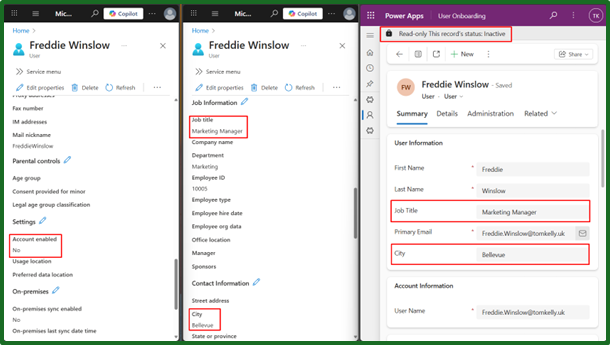 Mic...
Copilot
Home
Freddie Winslow
User
Service menu
Edit properties
Delete
Refresh
Proxy addresses
Fax number
IM addresses
Mail nickname
FreddieWinslow
Parental controls
Age group
Consent provided for minor
Legal age group classification
Settings
Account enabled
No
Usage location
Preferred data location
On-premises
On-premises sync enabled
No
On-premises last sync date time
Mic...
Copilot
Home
Freddie Winslow
User
Service menu
Edit properties
Delete
Refresh
Job Information
Job title
Marketing Manager
Company name
Department
Marketing
Employee ID
10005
Employee type
Employee hire date
Employee org data
Office location
Manager
Sponsors
Contact Information
Street address
City
Bellevue
State or province
Power Apps User Onboarding TK
Read-only This record's status: Inactive
New Share
FW Freddie Winslow - Saved
User · User
Summary Details Administration Related
User Information
First Name * Freddie
Last Name * Winslow
Job Title Marketing Manager
Primary Email * Freddie.Winslow@tomkelly.uk
City Bellevue
Account Information
User Name * Freddie.Winslow@tomkelly.uk